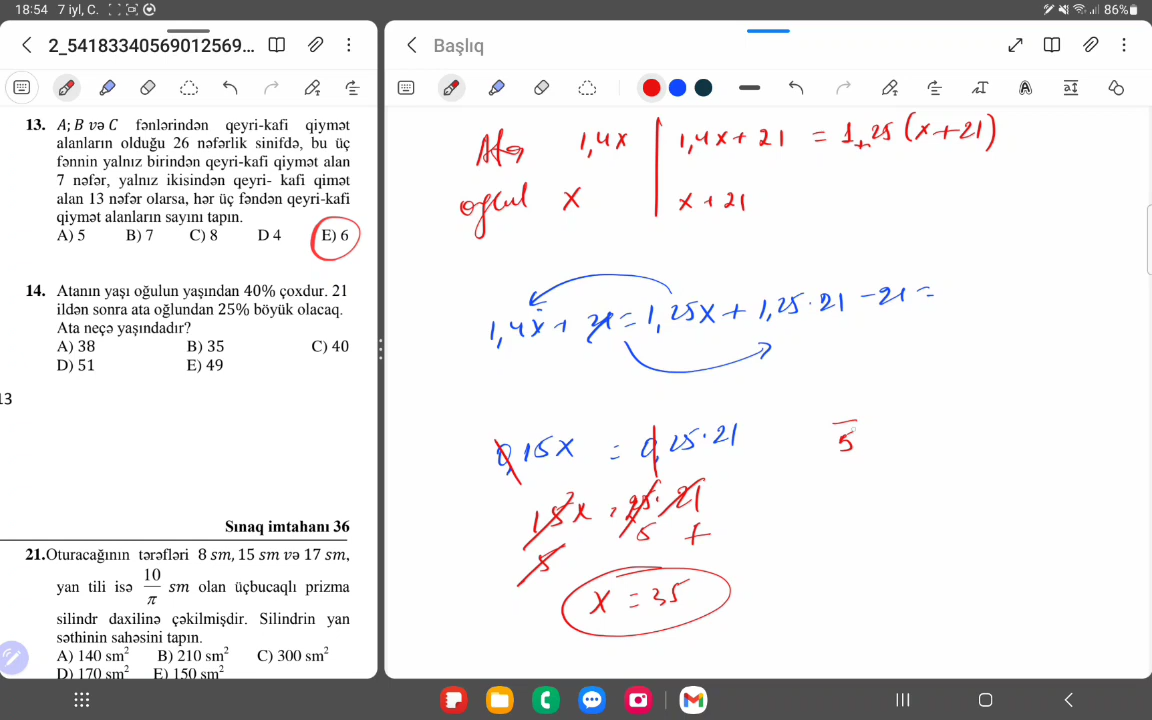 18:54 7 iyl, C. 86%
2_54183340569012569...
Başlıq
13. A; B və C fənlərindən qeyri-kafi qiymət
alanların olduğu 26 nəfərlik sinifdə, bu üç
fənnin yalnız birindən qeyri-kafi qiymət alan
7 nəfər, yalnız ikisindən qeyri- kafi qimət
alan 13 nəfər olarsa, hər üç fəndən qeyri-kafi
qiymət alanların sayını tapın.
A) 5 B) 7 C) 8 D 4 E) 6
14. Atanın yaşı oğulun yaşından 40% çoxdur. 21
ildən sonra ata oğlundan 25% böyük olacaq.
Ata neçə yaşındadır?
A) 38 B) 35 C) 40
D) 51 E) 49
13
Sınaq imtahanı 36
21.Oturacağının tərəfləri 8 sm, 15 sm və 17 sm,
yan tili isə 10/π sm olan üçbucaqlı prizma
silindr daxilinə çəkilmişdir. Silindrin yan
səthinin sahəsini tapın.
A) 140 sm² B) 210 sm² C) 300 sm²
D) 170 sm² E) 150 sm²
Ata 1,4x | 1,4x + 21 = 1,25 (x+21)
oğul x | x + 21
1,4x + 21 = 1,25x + 1,25·21 - 21 =
0,15x = 0,25·21
5
15x = 25·21
5 7
x = 35